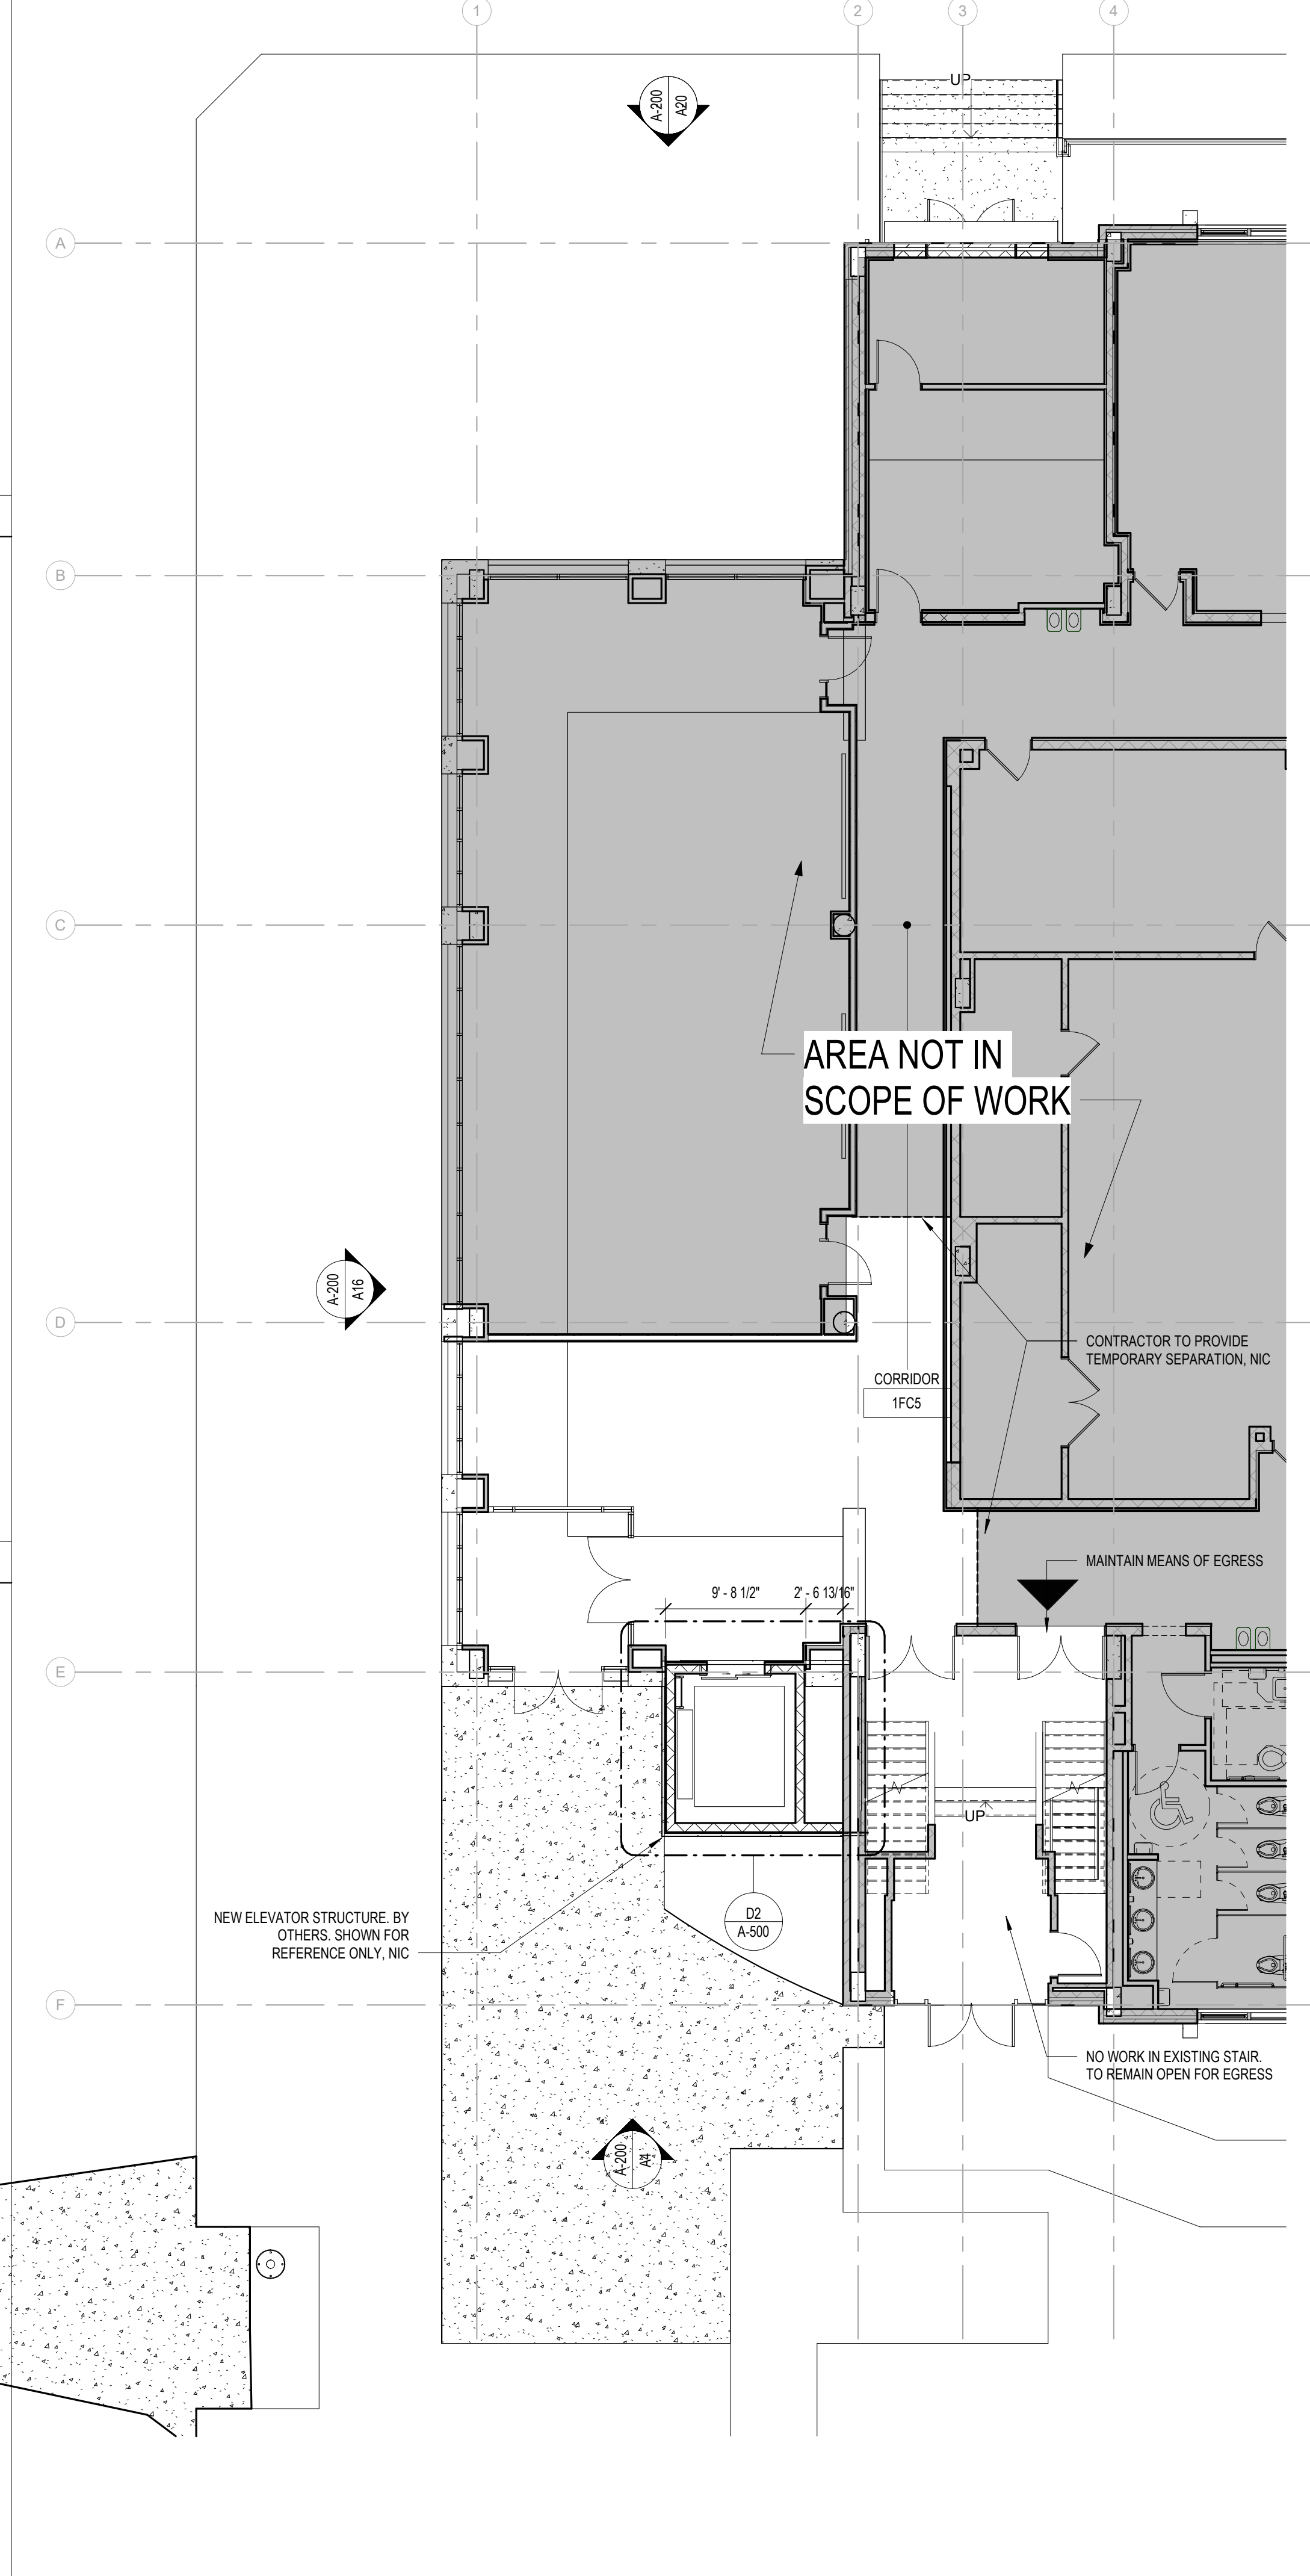 1
2
3
4
UP
A-200
A20
A
B
C
AREA NOT IN
SCOPE OF WORK
A-200
A16
D
CONTRACTOR TO PROVIDE
TEMPORARY SEPARATION, NIC
CORRIDOR
1FC5
MAINTAIN MEANS OF EGRESS
9' - 8 1/2"
2' - 6 13/16"
E
UP
D2
A-500
NEW ELEVATOR STRUCTURE. BY
OTHERS. SHOWN FOR
REFERENCE ONLY, NIC
F
NO WORK IN EXISTING STAIR.
TO REMAIN OPEN FOR EGRESS
A-200
A4